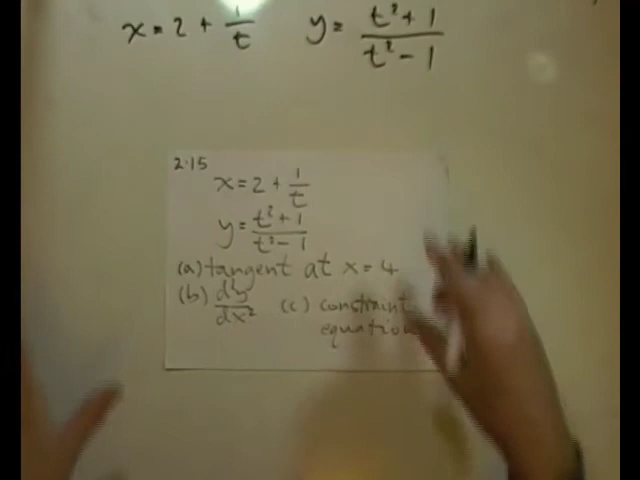 x = 2 + 1/t    y = t²+1/t²-1
2.15
x = 2 + 1/t
y = t²+1/t²-1
(a) tangent at x = 4
(b) d²y/dx² (c) constraint
equation